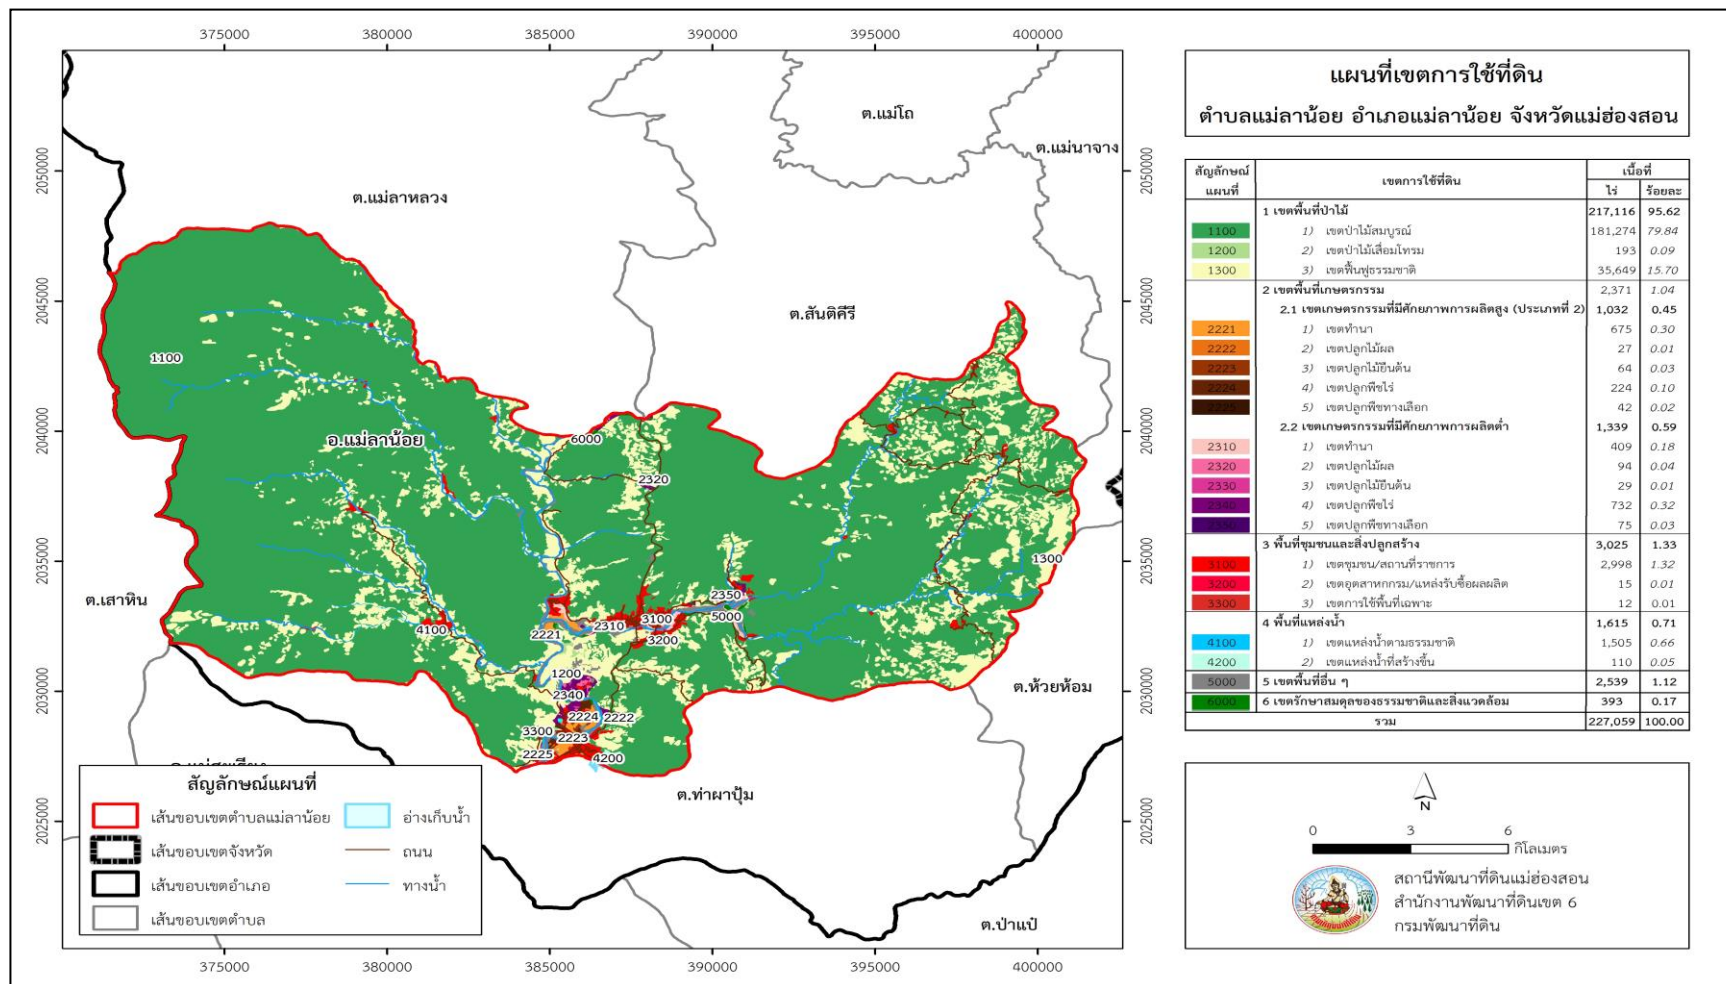 375000 380000 385000 390000 395000 400000
แผนที่เขตการใช้ที่ดิน
ตำบลแม่ลาน้อย อำเภอแม่ลาน้อย จังหวัดแม่ฮ่องสอน
สัญลักษณ์แผนที่ เขตการใช้ที่ดิน เนื้อที่
ไร่ ร้อยละ
1 เขตพื้นที่ป่าไม้ 217,116 95.62
1100 1) เขตป่าไม้สมบูรณ์ 181,274 79.84
1200 2) เขตป่าไม้เสื่อมโทรม 193 0.09
1300 3) เขตฟื้นฟูธรรมชาติ 35,649 15.70
2 เขตพื้นที่เกษตรกรรม 2,371 1.04
2.1 เขตเกษตรกรรมที่มีศักยภาพการผลิตสูง (ประเภทที่ 2) 1,032 0.45
2221 1) เขตทำนา 675 0.30
2222 2) เขตปลูกไม้ผล 27 0.01
2223 3) เขตปลูกไม้ยืนต้น 64 0.03
2224 4) เขตปลูกพืชไร่ 224 0.10
2225 5) เขตปลูกพืชทางเลือก 42 0.02
2.2 เขตเกษตรกรรมที่มีศักยภาพการผลิตต่ำ 1,339 0.59
2310 1) เขตทำนา 409 0.18
2320 2) เขตปลูกไม้ผล 94 0.04
2330 3) เขตปลูกไม้ยืนต้น 29 0.01
2340 4) เขตปลูกพืชไร่ 732 0.32
2350 5) เขตปลูกพืชทางเลือก 75 0.03
3 พื้นที่ชุมชนและสิ่งปลูกสร้าง 3,025 1.33
3100 1) เขตชุมชน/สถานที่ราชการ 2,998 1.32
3200 2) เขตอุตสาหกกรม/แหล่งรับซื้อผลผลิต 15 0.01
3300 3) เขตการใช้พื้นที่เฉพาะ 12 0.01
4 พื้นที่แหล่งน้ำ 1,615 0.71
4100 1) เขตแหล่งน้ำตามธรรมชาติ 1,505 0.66
4200 2) เขตแหล่งน้ำที่สร้างขึ้น 110 0.05
5000 5 เขตพื้นที่อื่น ๆ 2,539 1.12
6000 6 เขตรักษาสมดุลของธรรมชาติและสิ่งแวดล้อม 393 0.17
รวม 227,059 100.00
2050000
2045000
2040000
2035000
2030000
2025000
ต.แม่โถ
ต.แม่นาจาง
ต.แม่ลาหลวง
ต.สันติคีรี
1100
อ.แม่ลาน้อย
6000
2320
1300
ต.เสาหิน
2350
4100
2221
2310
3100
5000
3200
1200
2340
ต.ห้วยห้อม
2224
2222
3300
2223
2225
4200
ต.ท่าผาปุ้ม
ต.ป่าแป๋
2050000
2045000
2040000
2035000
2030000
2025000
สัญลักษณ์แผนที่
เส้นขอบเขตตำบลแม่ลาน้อย อ่างเก็บน้ำ
เส้นขอบเขตจังหวัด ถนน
เส้นขอบเขตอำเภอ ทางน้ำ
เส้นขอบเขตตำบล
N
0 3 6
กิโลเมตร
สถานีพัฒนาที่ดินแม่ฮ่องสอน
สำนักงานพัฒนาที่ดินเขต 6
กรมพัฒนาที่ดิน
375000 380000 385000 390000 395000 400000